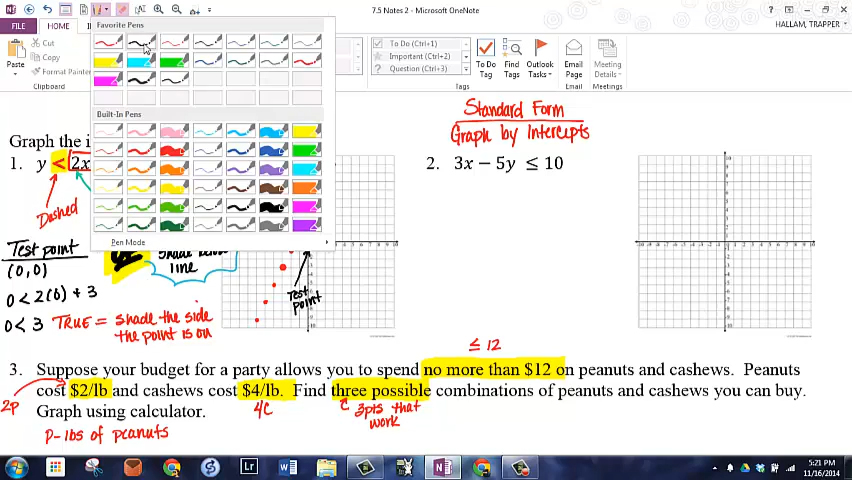 7.5 Notes 2 - Microsoft OneNote
HALLAM, TRAPPER
FILE
HOME
Paste
Cut
Copy
Format Painter
Clipboard
Favorite Pens
Built-In Pens
Pen Mode
To Do (Ctrl+1)
Important (Ctrl+2)
Question (Ctrl+3)
To Do Tag
Find Tags
Outlook Tasks
Tags
Standard Form
Graph by Intercepts
Graph the i
1. y < 2x
2. 3x − 5y ≤ 10
Dashed
Test point
(0,0)
0 < 2(0) + 3
0 < 3 TRUE = shade the side
the point is on
line
Test
point
≤ 12
3. Suppose your budget for a party allows you to spend no more than $12 on peanuts and cashews. Peanuts
cost $2/lb and cashews cost $4/lb. Find three possible combinations of peanuts and cashews you can buy.
Graph using calculator.
2P
4C
3pts that
work
P-lbs of peanuts
5:21 PM
11/16/2014